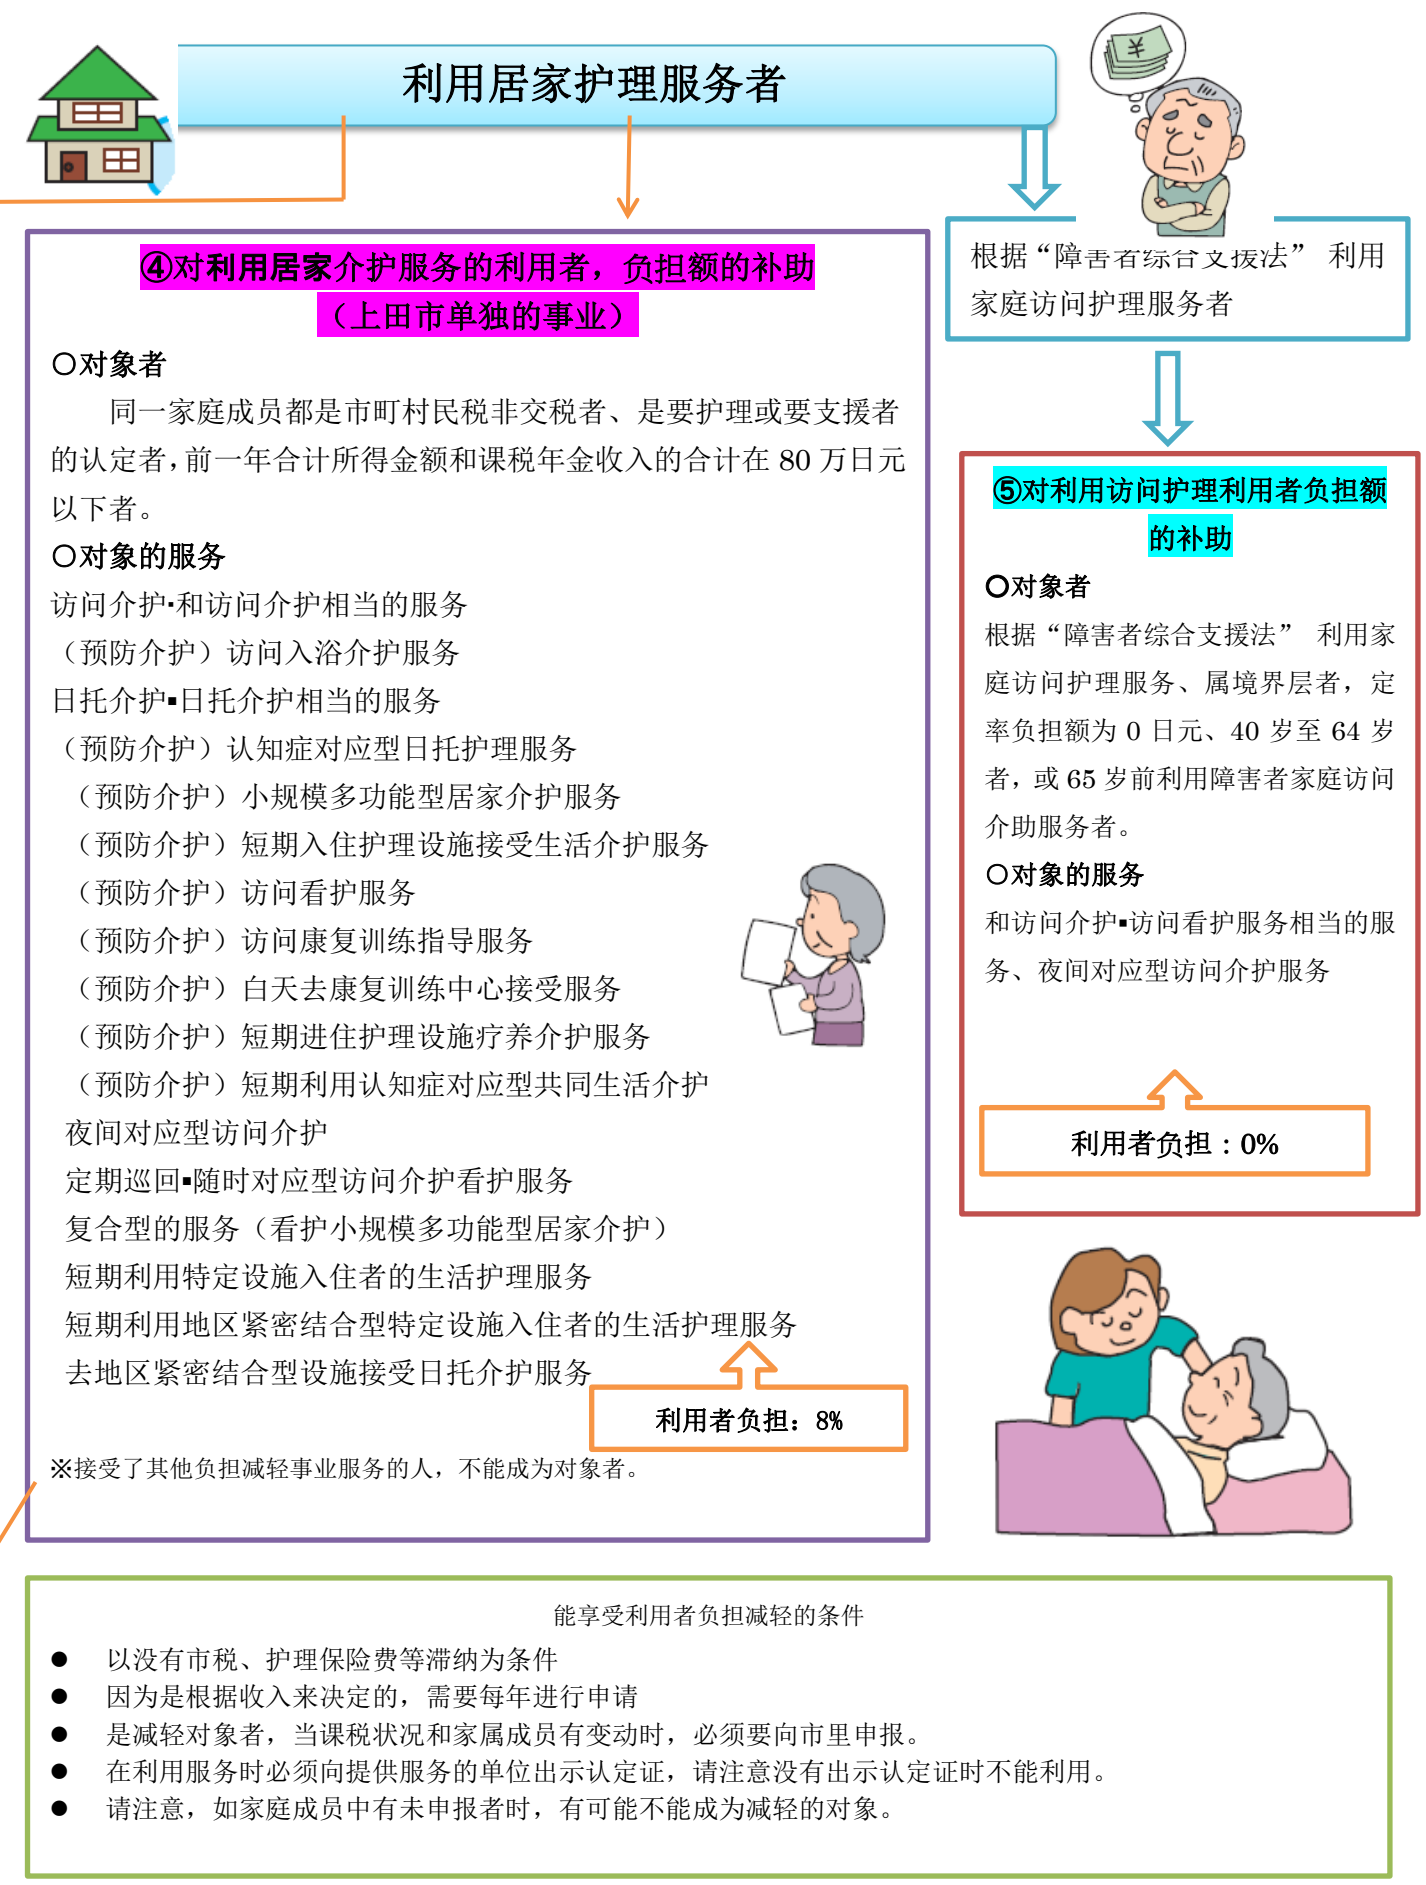 ¥
利用居家护理服务者
④对利用居家介护服务的利用者，负担额的补助
（上田市单独的事业）
〇对象者
同一家庭成员都是市町村民税非交税者、是要护理或要支援者
的认定者，前一年合计所得金额和课税年金收入的合计在 80 万日元
以下者。
〇对象的服务
访问介护▪和访问介护相当的服务
（预防介护）访问入浴介护服务
日托介护▪日托介护相当的服务
（预防介护）认知症对应型日托护理服务
（预防介护）小规模多功能型居家介护服务
（预防介护）短期入住护理设施接受生活介护服务
（预防介护）访问看护服务
（预防介护）访问康复训练指导服务
（预防介护）白天去康复训练中心接受服务
（预防介护）短期进住护理设施疗养介护服务
（预防介护）短期利用认知症对应型共同生活介护
夜间对应型访问介护
定期巡回▪随时对应型访问介护看护服务
复合型的服务（看护小规模多功能型居家介护）
短期利用特定设施入住者的生活护理服务
短期利用地区紧密结合型特定设施入住者的生活护理服务
去地区紧密结合型设施接受日托介护服务
利用者负担：8%
※接受了其他负担减轻事业服务的人，不能成为对象者。
根据“障害者综合支援法” 利用
家庭访问护理服务者
⑤对利用访问护理利用者负担额
的补助
〇对象者
根据“障害者综合支援法” 利用家
庭访问护理服务、属境界层者，定
率负担额为 0 日元、40 岁至 64 岁
者，或 65 岁前利用障害者家庭访问
介助服务者。
〇对象的服务
和访问介护▪访问看护服务相当的服
务、夜间对应型访问介护服务
利用者负担：0%
能享受利用者负担减轻的条件
● 以没有市税、护理保险费等滞纳为条件
● 因为是根据收入来决定的，需要每年进行申请
● 是减轻对象者，当课税状况和家属成员有变动时，必须要向市里申报。
● 在利用服务时必须向提供服务的单位出示认定证，请注意没有出示认定证时不能利用。
● 请注意，如家庭成员中有未申报者时，有可能不能成为减轻的对象。